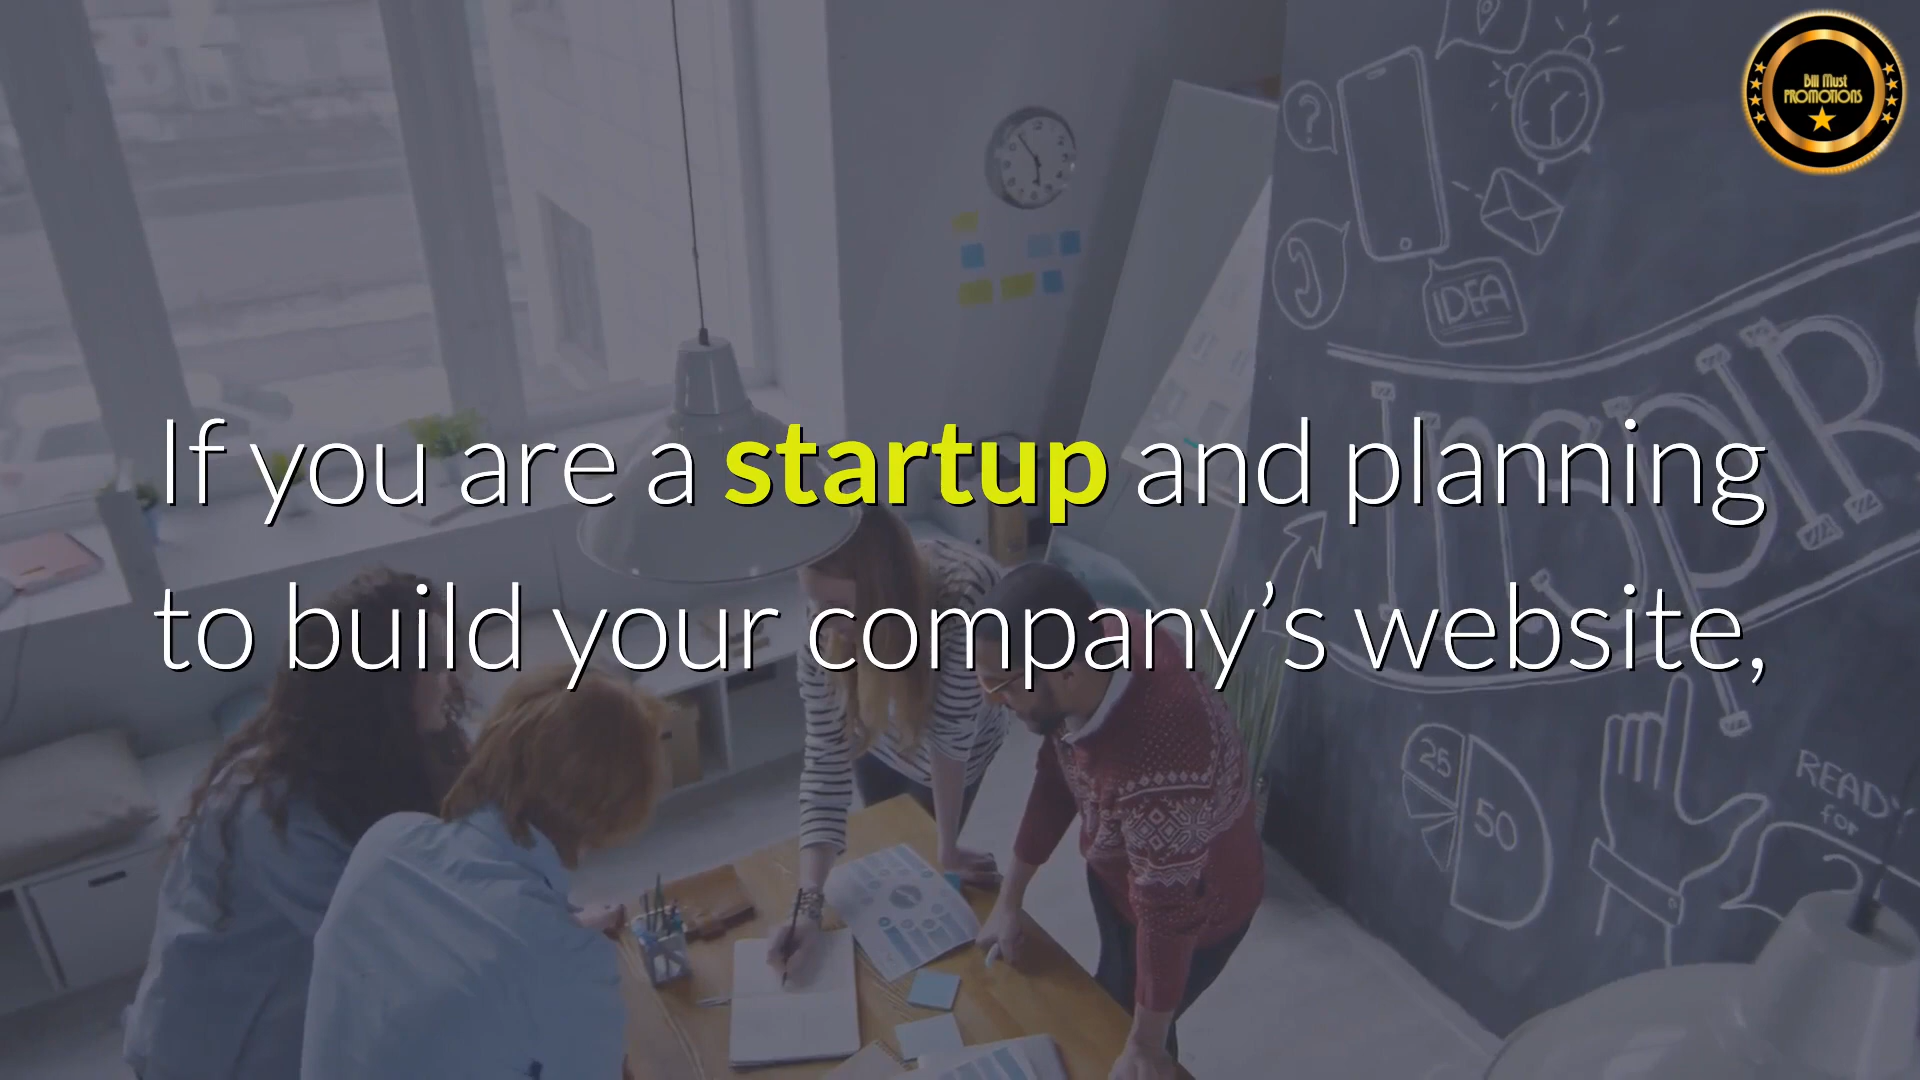 Bill Must
PROMOTIONS
IDEA
INSPIR
If you are a startup and planning
to build your company’s website,
25
50
READY
for